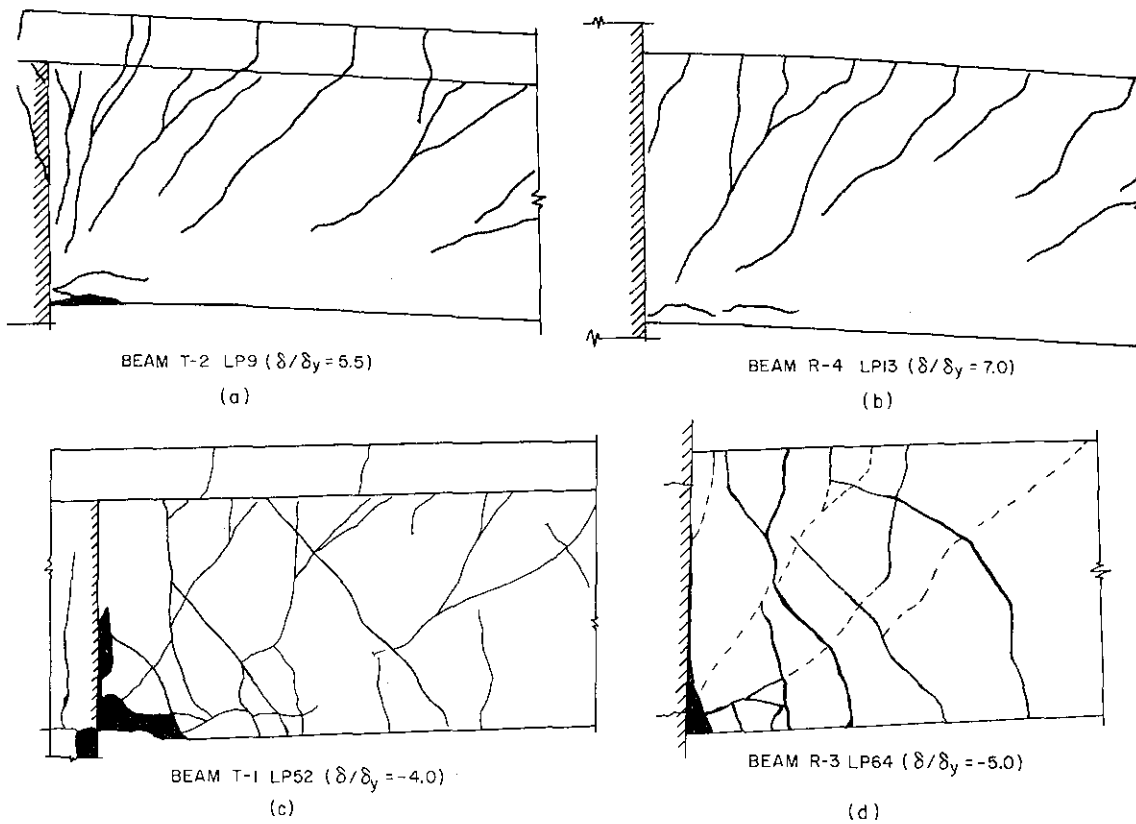 BEAM T-2 LP9 (δ/δy = 5.5)
(a)
BEAM R-4 LP13 (δ/δy = 7.0)
(b)
BEAM T-1 LP52 (δ/δy = -4.0)
(c)
BEAM R-3 LP64 (δ/δy = -5.0)
(d)